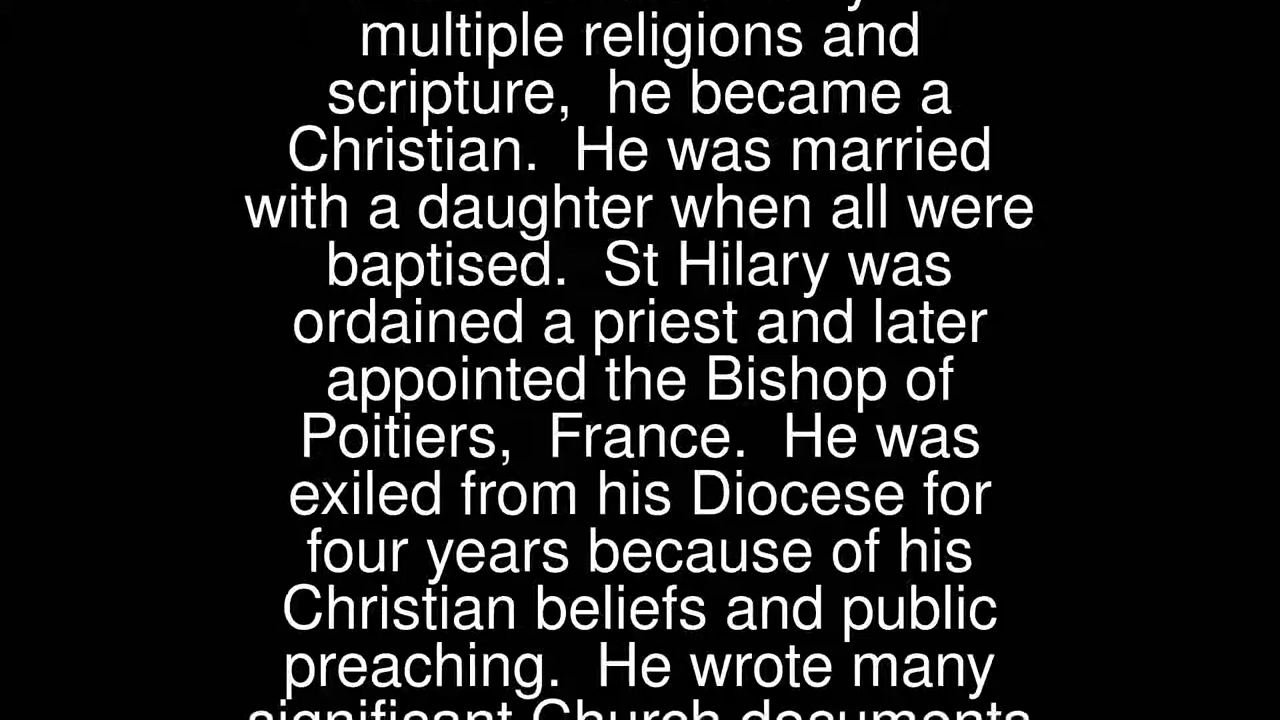 multiple religions and
scripture,  he became a
Christian.  He was married
with a daughter when all were
baptised.  St Hilary was
ordained a priest and later
appointed the Bishop of
Poitiers,  France.  He was
exiled from his Diocese for
four years because of his
Christian beliefs and public
preaching.  He wrote many
significant Church documents